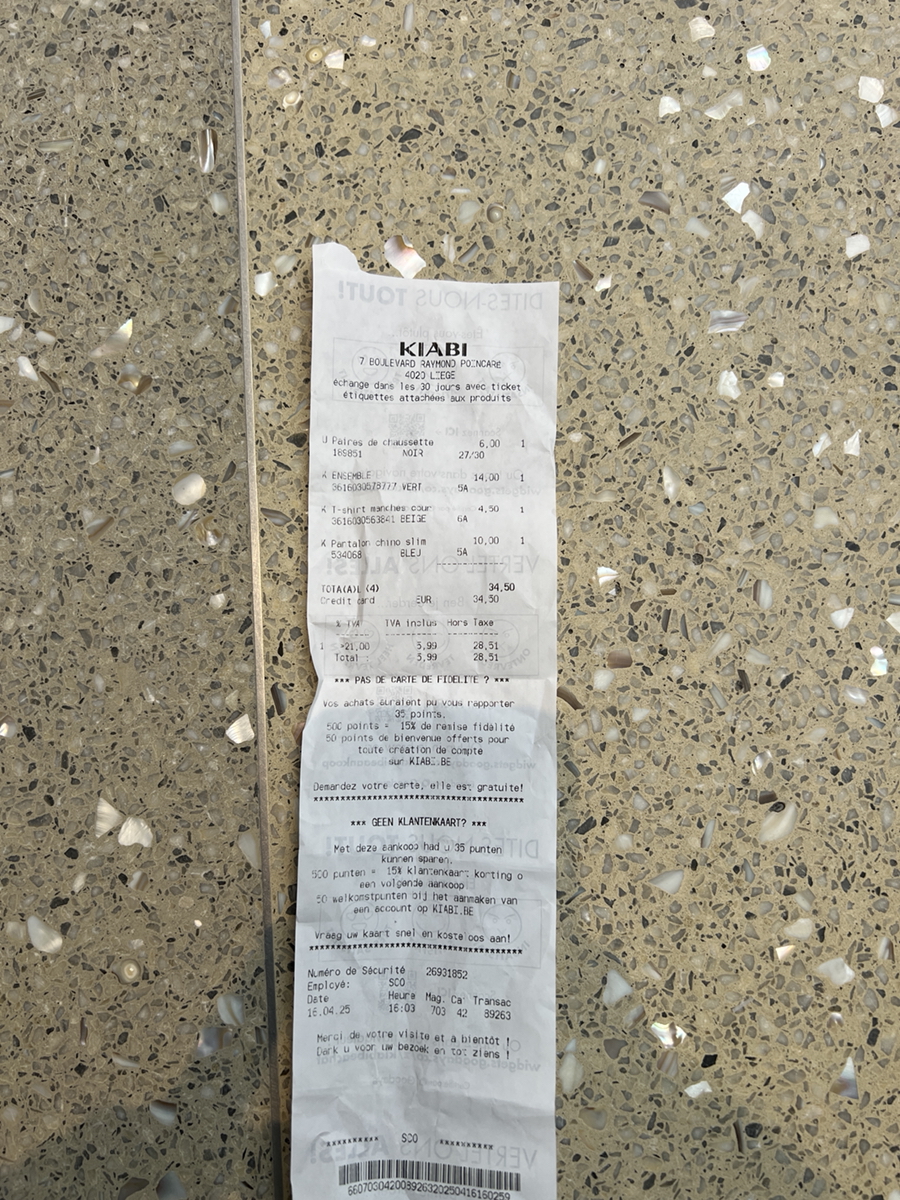 KIABI
7 BOULEVARD RAYMOND POINCARE
4020 LIEGE
échange dans les 30 jours avec ticket
étiquettes attachées aux produits
U Paires de chaussette 6,00 1
189851 NOIR 27/30
K ENSEMBLE 14,00 1
3616030578777 VERT 5A
K T-shirt manches cour 4,50 1
3616030563841 BEIGE 6A
K Pantalon chino slim 10,00 1
534068 BLEJ 5A
TOTA(A)L (4) 34,50
Credit card EUR 34,50
% TVA TVA inclus Hors Taxe
1 *21,00 5,99 28,51
Total : 5,99 28,51
*** PAS DE CARTE DE FIDELITE ? ***
Vos achats auraient pu vous rapporter
35 points.
500 points = 15% de remise fidélité
50 points de bienvenue offerts pour
toute création de compte
sur KIABI.BE
Demandez votre carte, elle est gratuite!
****************************************
*** GEEN KLANTENKAART? ***
Met deze aankoop had u 35 punten
kunnen sparen.
500 punten = 15% klantenkaart korting o
een volgende aankoop
50 welkomstpunten bij het aanmaken van
een account op KIABI.BE
Vraag uw kaart snel en kosteloos aan!
****************************************
Numéro de Sécurité 26931852
Employé: SCO
Date Heure Mag. Ca Transac
16.04.25 16:03 703 42 89263
Merci de votre visite et à bientôt !
Dank u voor uw bezoek en tot ziens !
********** SCO **********
660703042008926320250416160259